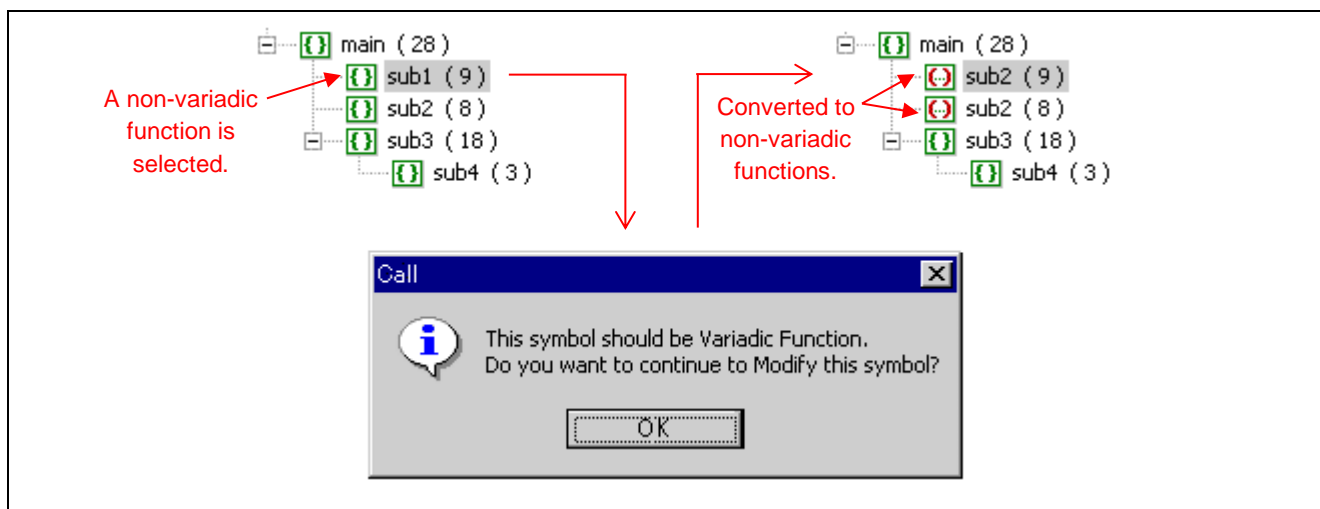 main ( 28 )
sub1 ( 9 )
sub2 ( 8 )
sub3 ( 18 )
sub4 ( 3 )
A non-variadic
function is
selected.
main ( 28 )
sub2 ( 9 )
sub2 ( 8 )
sub3 ( 18 )
sub4 ( 3 )
Converted to
non-variadic
functions.
Call
This symbol should be Variadic Function.
Do you want to continue to Modify this symbol?
OK